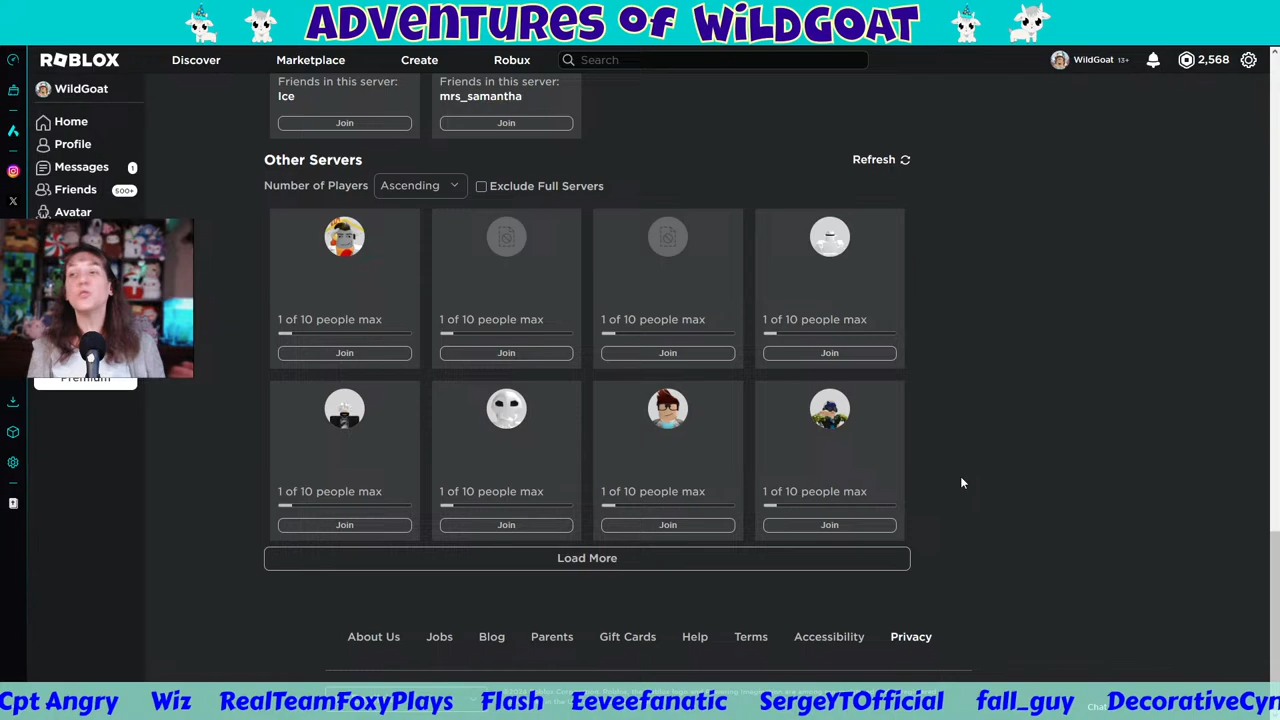 ADVENTURES OF WILDGOAT
ROBLOX Discover Marketplace Create Robux Search WildGoat 13+ 2,568
WildGoat
Home
Profile
Messages 1
Friends 500+
Avatar
Premium
Friends in this server: Friends in this server:
Ice mrs_samantha
Join Join
Other Servers Refresh
Number of Players Ascending Exclude Full Servers
1 of 10 people max 1 of 10 people max 1 of 10 people max 1 of 10 people max
Join Join Join Join
1 of 10 people max 1 of 10 people max 1 of 10 people max 1 of 10 people max
Join Join Join Join
Load More
About Us Jobs Blog Parents Gift Cards Help Terms Accessibility Privacy
Chat
Cpt Angry Wiz RealTeamFoxyPlays Flash Eeveefanatic SergeYTOfficial fall_guy DecorativeCyn